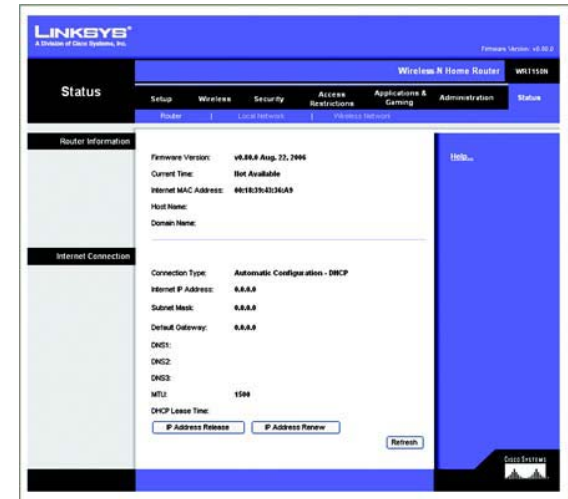 LINKSYS®
A Division of Cisco Systems, Inc.
Firmware Version: v0.80.0
Wireless-N Home Router WRT150N
Status
Setup Wireless Security Access Restrictions Applications & Gaming Administration Status
Router | Local Network | Wireless Network
Router Information
Firmware Version: v0.80.0 Aug. 22, 2006
Current Time: Not Available
Internet MAC Address: 00:18:39:43:36:A9
Host Name:
Domain Name:
Help...
Internet Connection
Connection Type: Automatic Configuration - DHCP
Internet IP Address: 0.0.0.0
Subnet Mask: 0.0.0.0
Default Gateway: 0.0.0.0
DNS1:
DNS2:
DNS3:
MTU: 1500
DHCP Lease Time:
IP Address Release IP Address Renew
Refresh
CISCO SYSTEMS